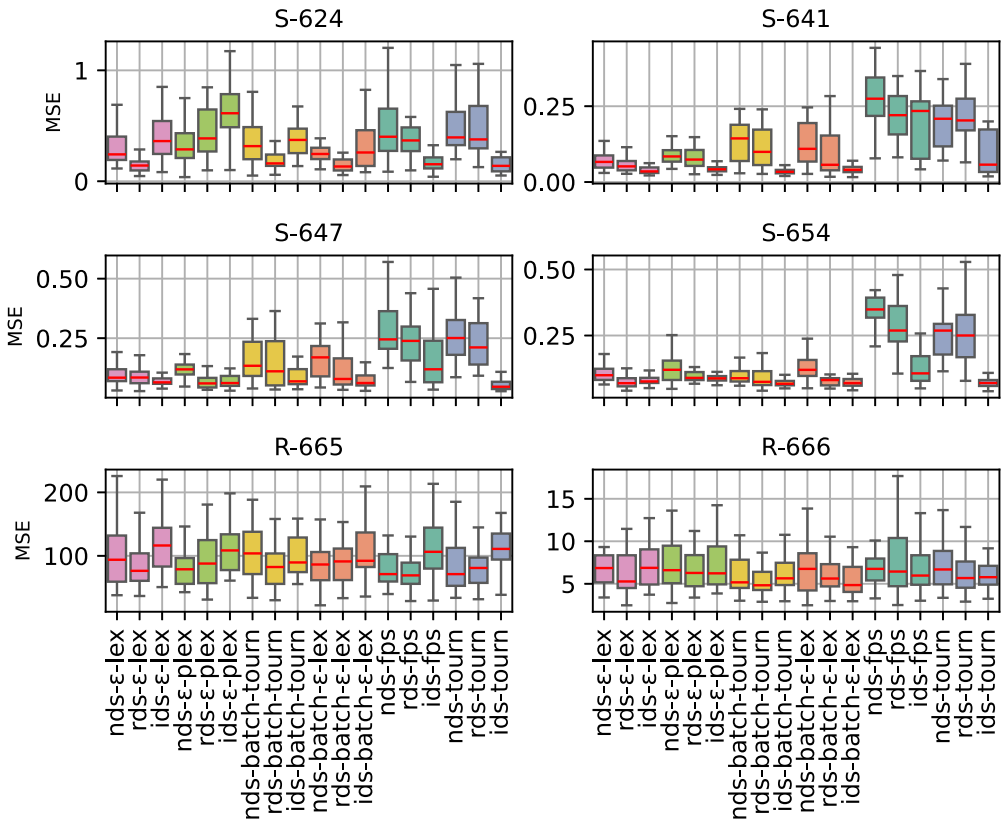 S-624
S-641
MSE
1
0
0.25
0.00
S-647
S-654
MSE
0.50
0.25
0.50
0.25
R-665
R-666
MSE
200
100
15
10
5
nds-ε-lex
rds-ε-lex
ids-ε-lex
nds-ε-plex
rds-ε-plex
ids-ε-plex
nds-batch-tourn
rds-batch-tourn
ids-batch-tourn
nds-batch-ε-lex
rds-batch-ε-lex
ids-batch-ε-lex
nds-fps
rds-fps
ids-fps
nds-tourn
rds-tourn
ids-tourn
nds-ε-lex
rds-ε-lex
ids-ε-lex
nds-ε-plex
rds-ε-plex
ids-ε-plex
nds-batch-tourn
rds-batch-tourn
ids-batch-tourn
nds-batch-ε-lex
rds-batch-ε-lex
ids-batch-ε-lex
nds-fps
rds-fps
ids-fps
nds-tourn
rds-tourn
ids-tourn